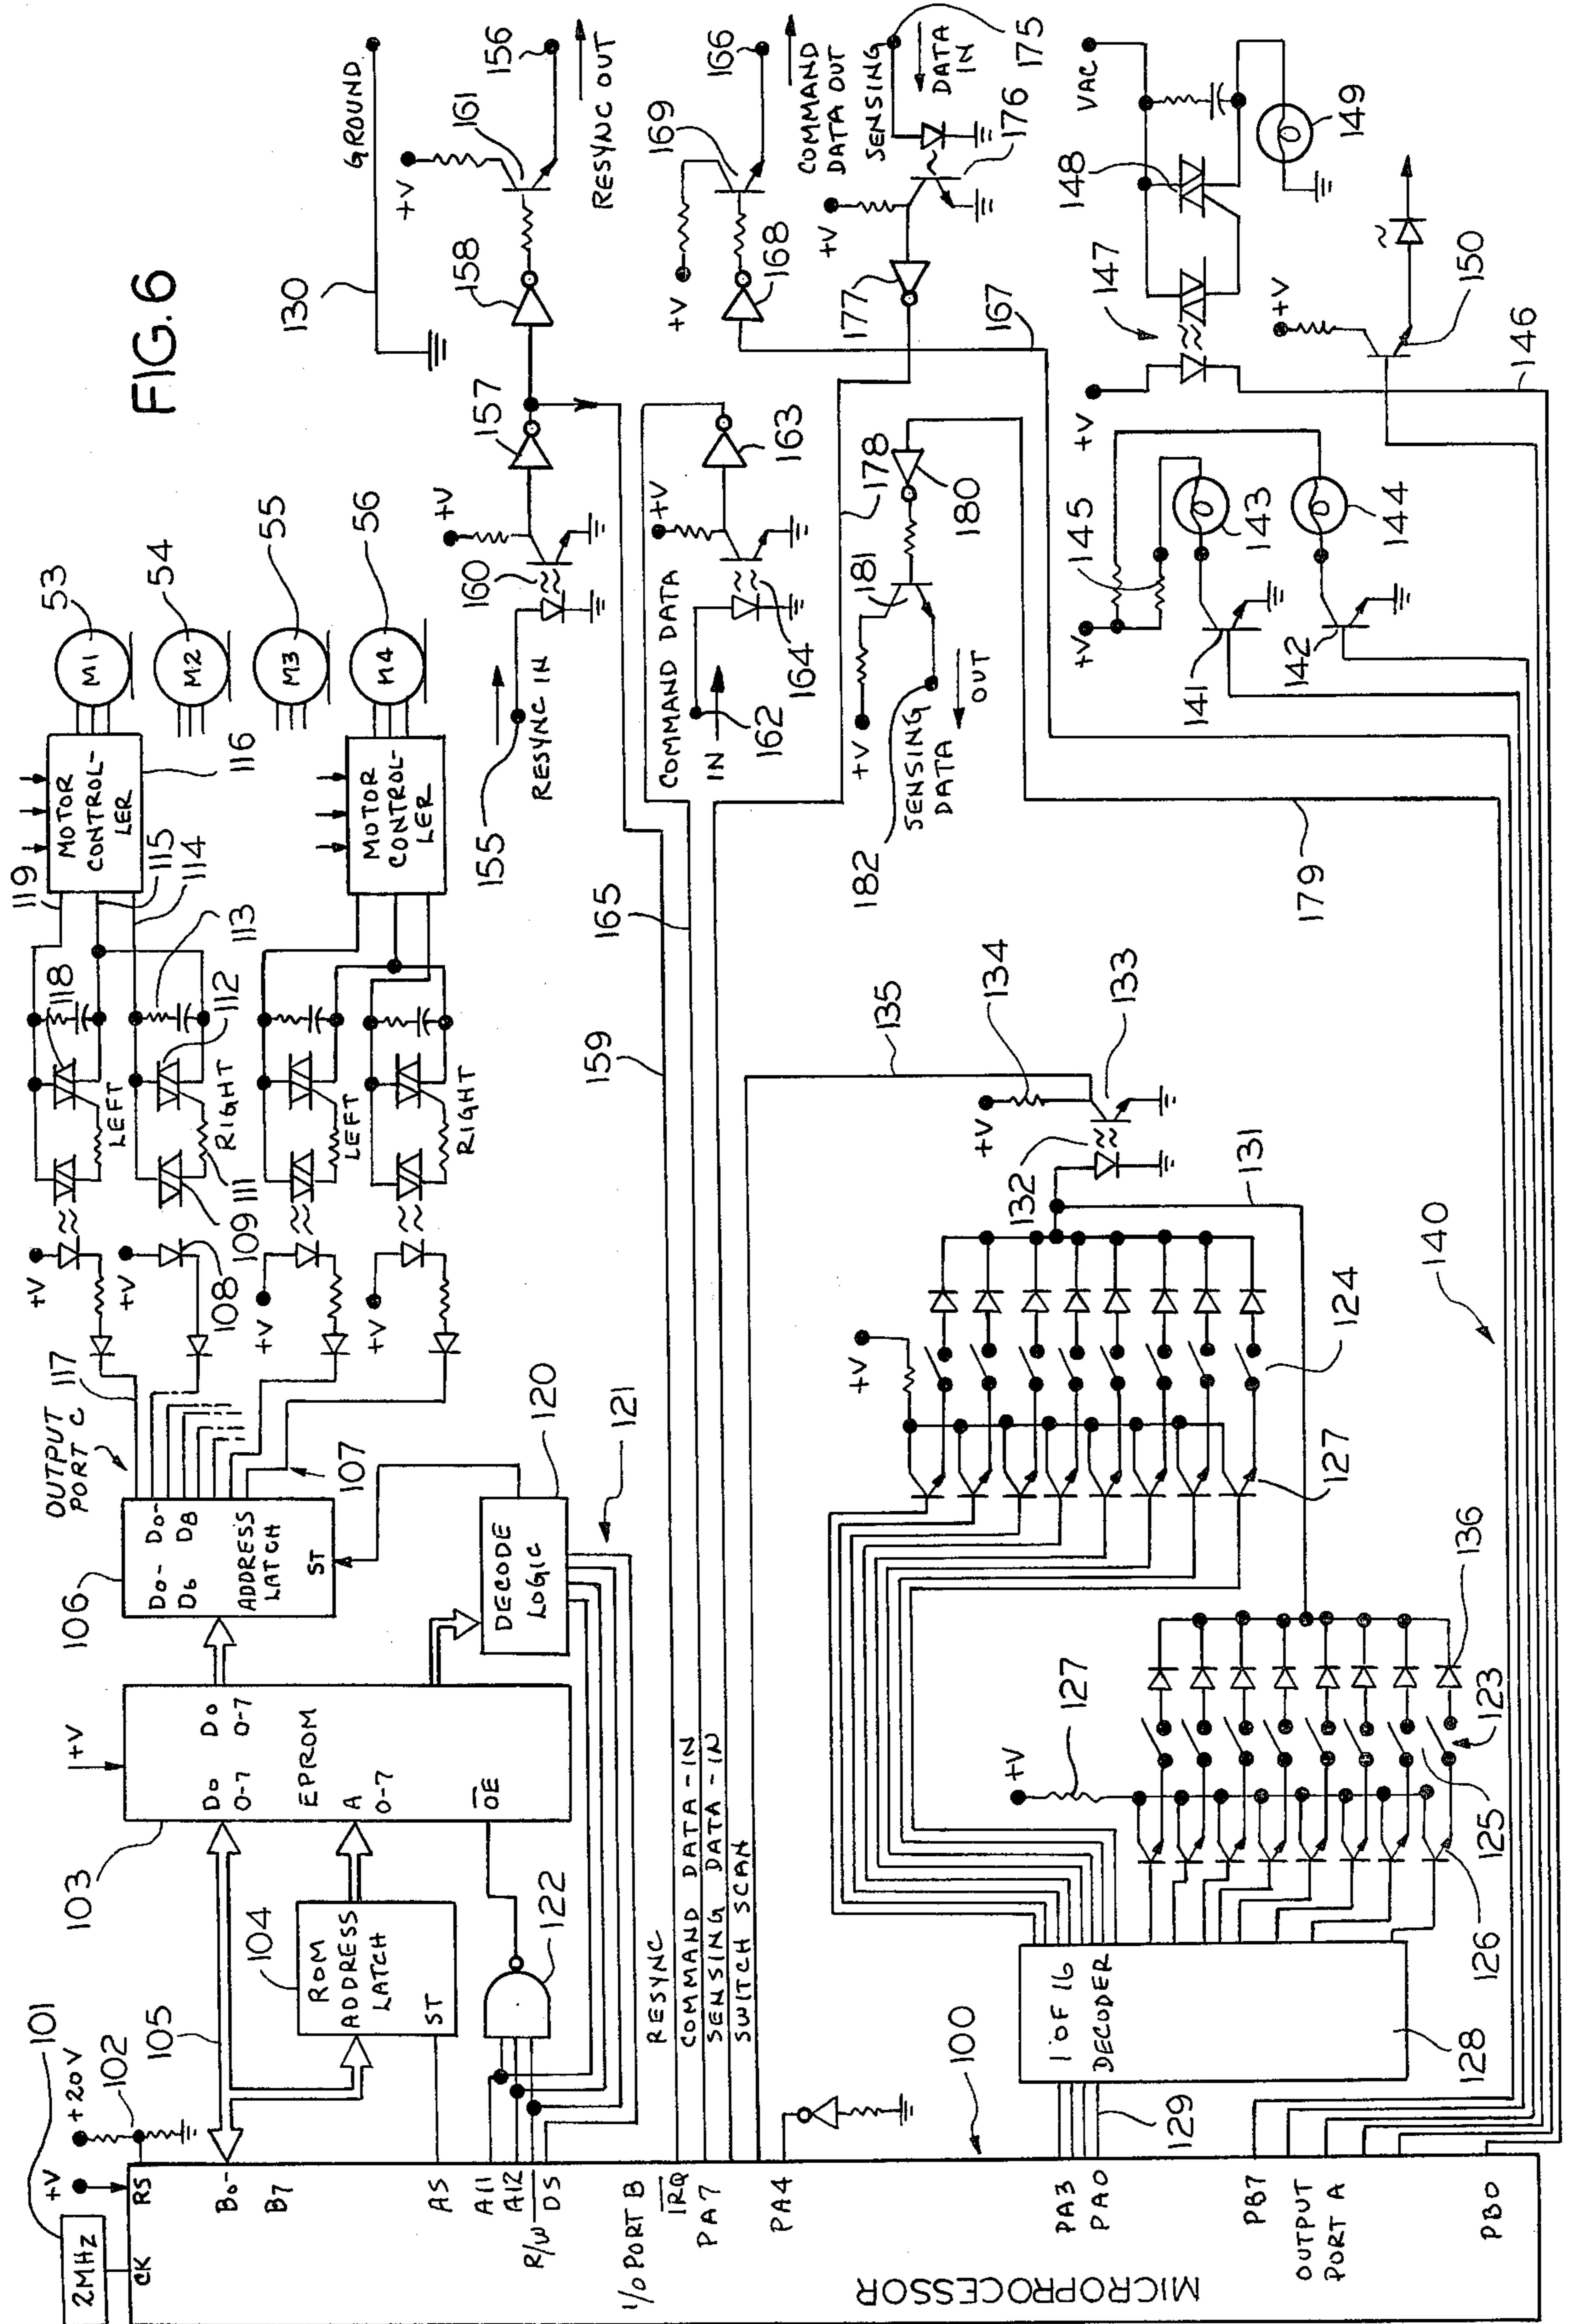 FIG.6
GROUND
130
101
2MHz
CK
+V
+20V
RS
102
105
B0-
B7
AS
A11
A12
R/W
DS
I/O PORT B
IRQ
PA7
PA4
PA3
PA0
PB7
OUTPUT
PORT A
PB0
MICROPROCESSOR
100
103
+V
D0
0-7
D0
0-7
EPROM
A
0-7
OE
104
ROM
ADDRESS
LATCH
ST
122
106
D0-
D6
D0-
D8
ADDRESS
LATCH
ST
OUTPUT
PORT C
117
107
DECODE
LOGIC
120
121
+V
+V
+V
+V
108
109
111
LEFT
RIGHT
LEFT
RIGHT
118
112
113
119
115
114
116
MOTOR
CONTROL-
LER
MOTOR
CONTROL-
LER
M1
53
M2
54
M3
55
M4
56
155
RESYNC IN
160
+V
157
158
+V
161
156
RESYNC OUT
159
165
COMMAND DATA
IN
162
164
+V
163
+V
168
169
166
COMMAND
DATA OUT
SENSING
DATA
IN
175
176
+V
177
167
178
180
181
+V
182
SENSING
DATA
OUT
179
RESYNC
COMMAND DATA-IN
SENSING DATA-IN
SWITCH SCAN
135
134
133
+V
132
131
+V
124
127
1 OF 16
DECODER
128
129
+V
127
126
125
123
136
140
+V
145
141
142
143
144
+V
147
148
VAC
149
+V
150
146